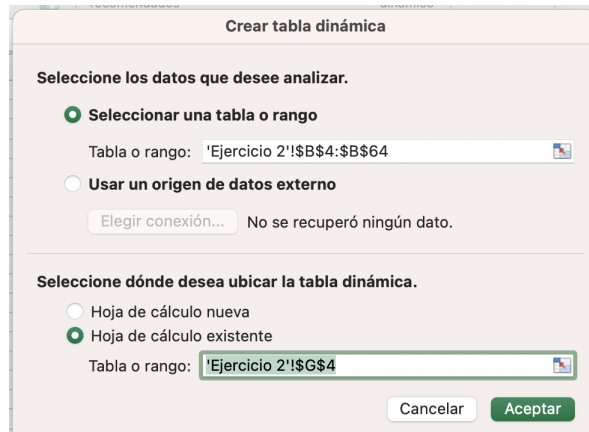 recomendados dinámico
Crear tabla dinámica
Seleccione los datos que desee analizar.
Seleccionar una tabla o rango
Tabla o rango: 'Ejercicio 2'!$B$4:$B$64
Usar un origen de datos externo
Elegir conexión... No se recuperó ningún dato.
Seleccione dónde desea ubicar la tabla dinámica.
Hoja de cálculo nueva
Hoja de cálculo existente
Tabla o rango: 'Ejercicio 2'!$G$4
Cancelar Aceptar